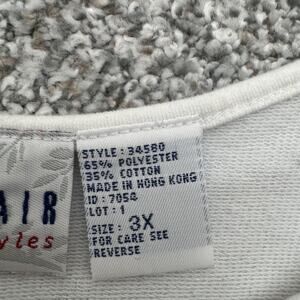 AIR
yles
STYLE : 34580
65% POLYESTER
35% COTTON
MADE IN HONG KONG
ID : 7054
LOT : 1
SIZE : 3X
FOR CARE SEE
REVERSE